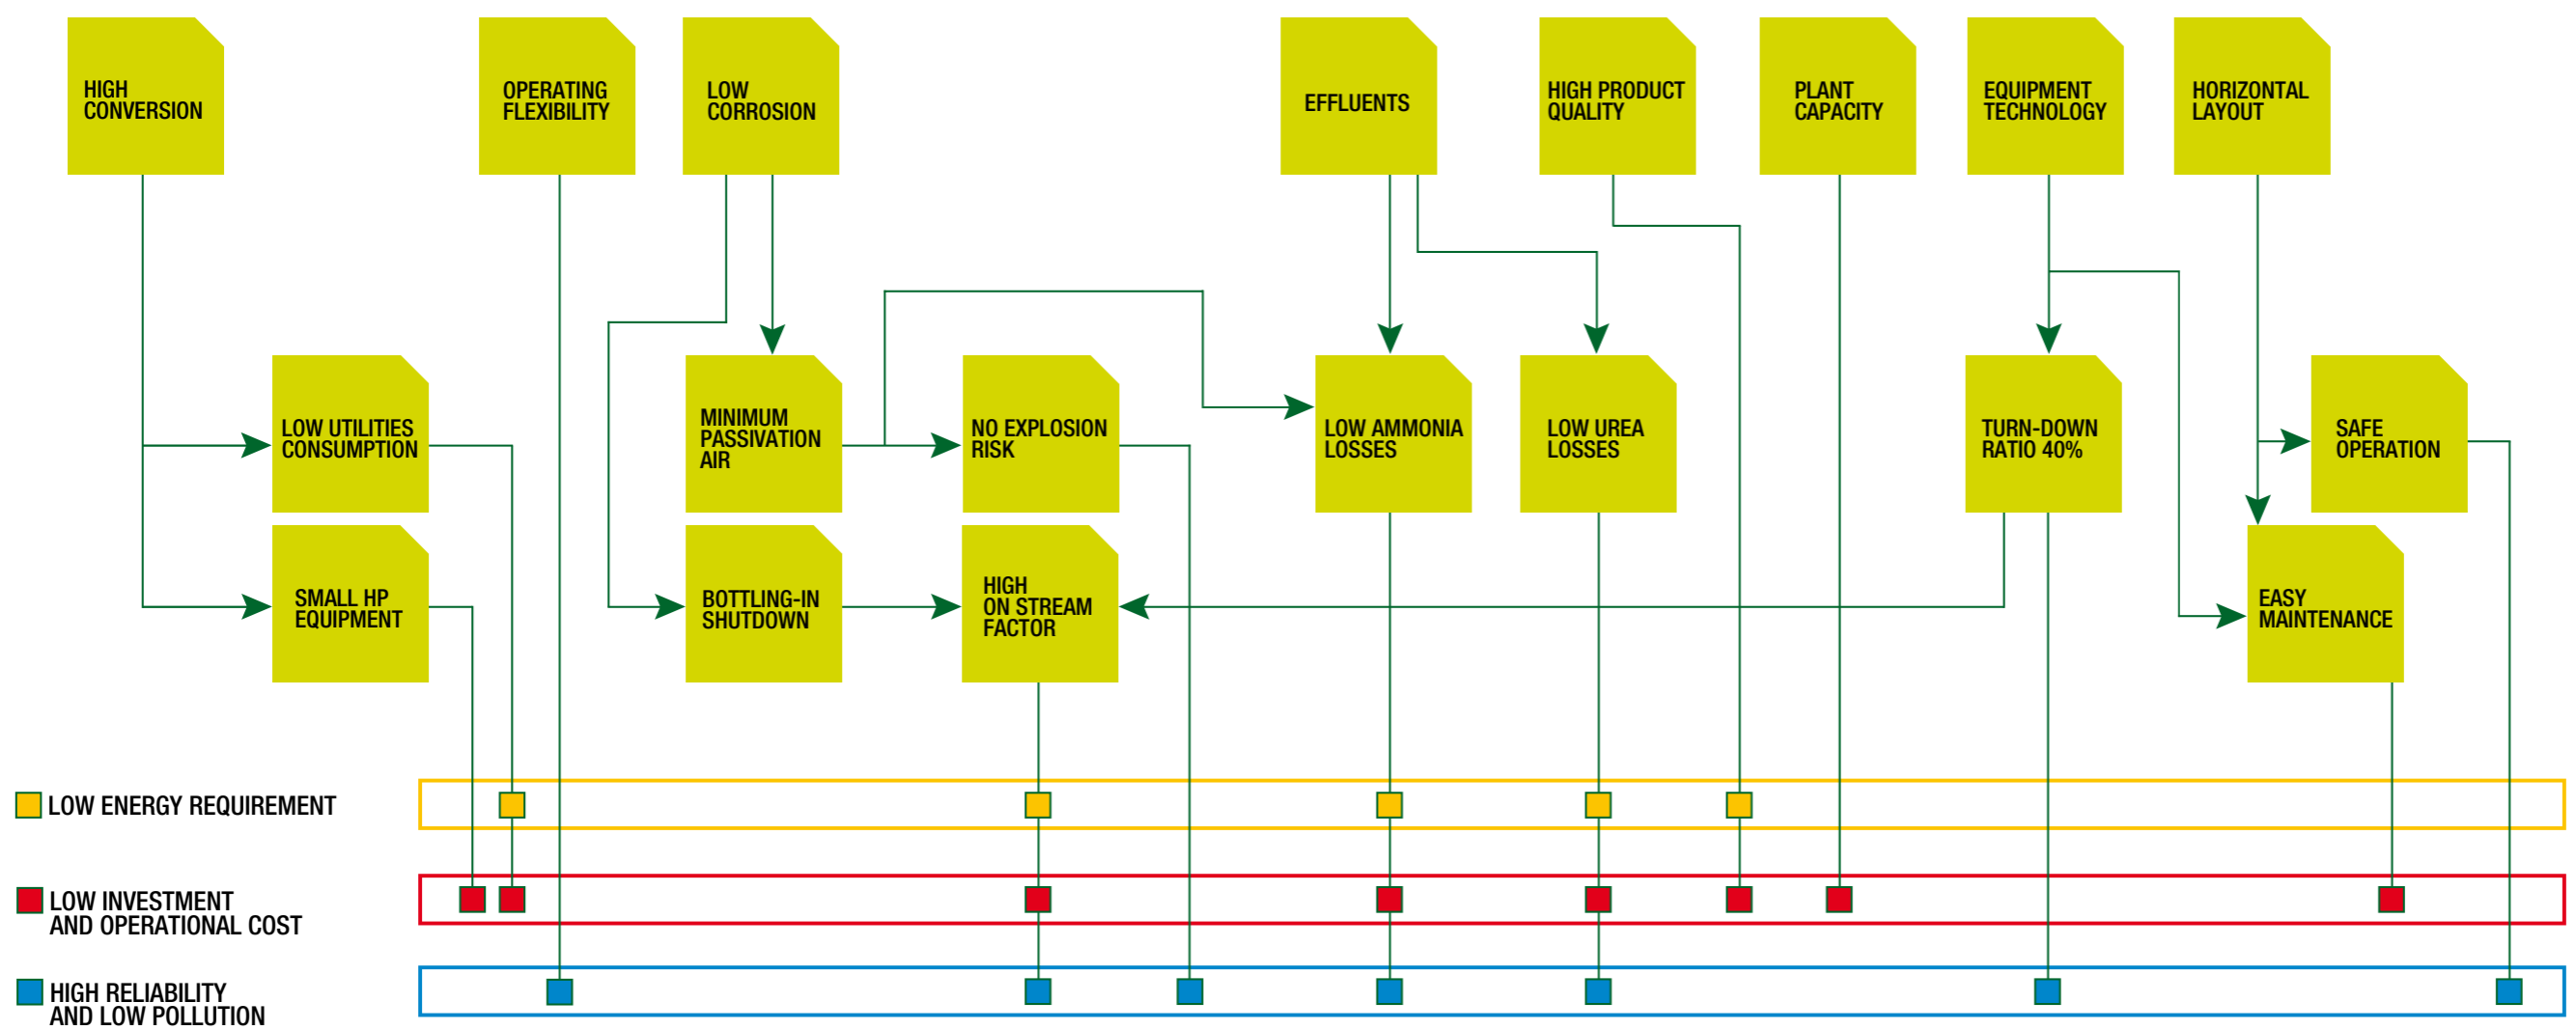 HIGH
CONVERSION
OPERATING
FLEXIBILITY
LOW
CORROSION
EFFLUENTS
HIGH PRODUCT
QUALITY
PLANT
CAPACITY
EQUIPMENT
TECHNOLOGY
HORIZONTAL
LAYOUT
LOW UTILITIES
CONSUMPTION
MINIMUM
PASSIVATION
AIR
NO EXPLOSION
RISK
LOW AMMONIA
LOSSES
LOW UREA
LOSSES
TURN-DOWN
RATIO 40%
SAFE
OPERATION
SMALL HP
EQUIPMENT
BOTTLING-IN
SHUTDOWN
HIGH
ON STREAM
FACTOR
EASY
MAINTENANCE
LOW ENERGY REQUIREMENT
LOW INVESTMENT
AND OPERATIONAL COST
HIGH RELIABILITY
AND LOW POLLUTION